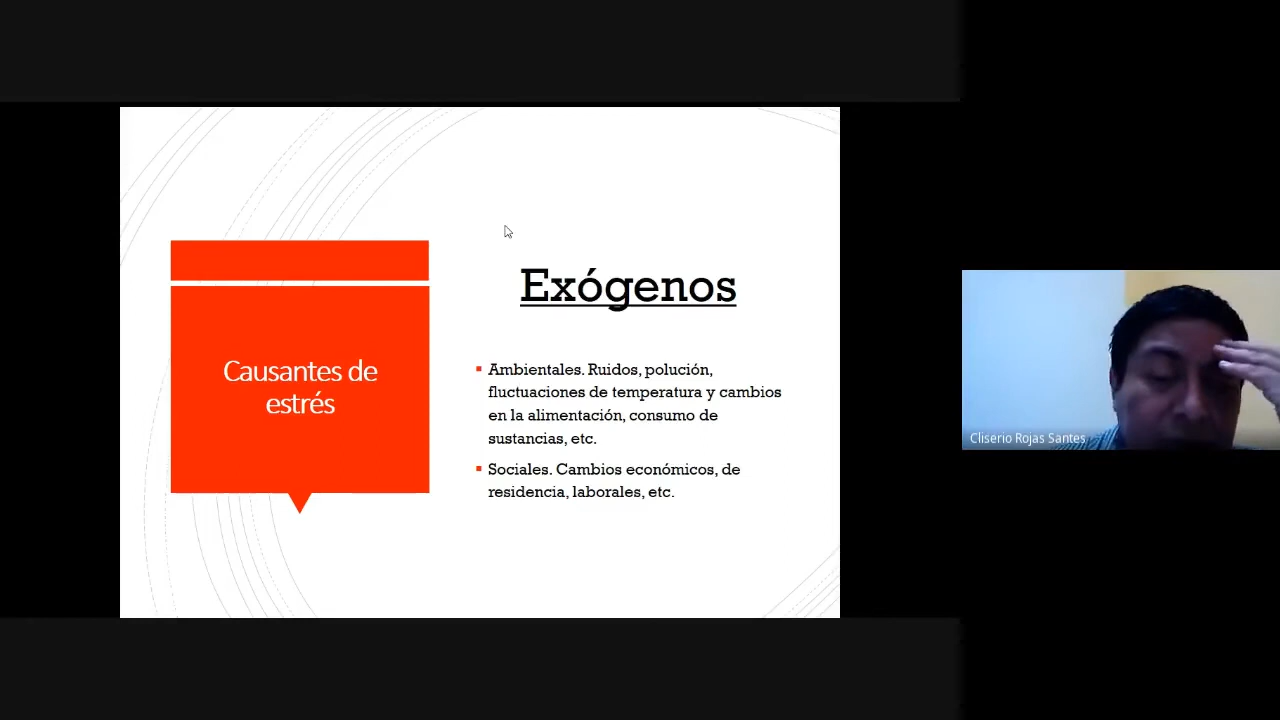 Causantes de
estrés
Exógenos
Ambientales. Ruidos, polución,
fluctuaciones de temperatura y cambios
en la alimentación, consumo de
sustancias, etc.
Sociales. Cambios económicos, de
residencia, laborales, etc.
Cliserio Rojas Santes